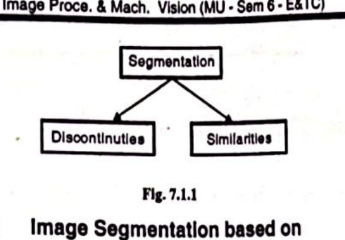 Image Proce. & Mach. Vision (MU - Sem 6 - E&TC)
Segmentation
Discontinuties
Similarities
Fig. 7.1.1
Image Segmentation based on